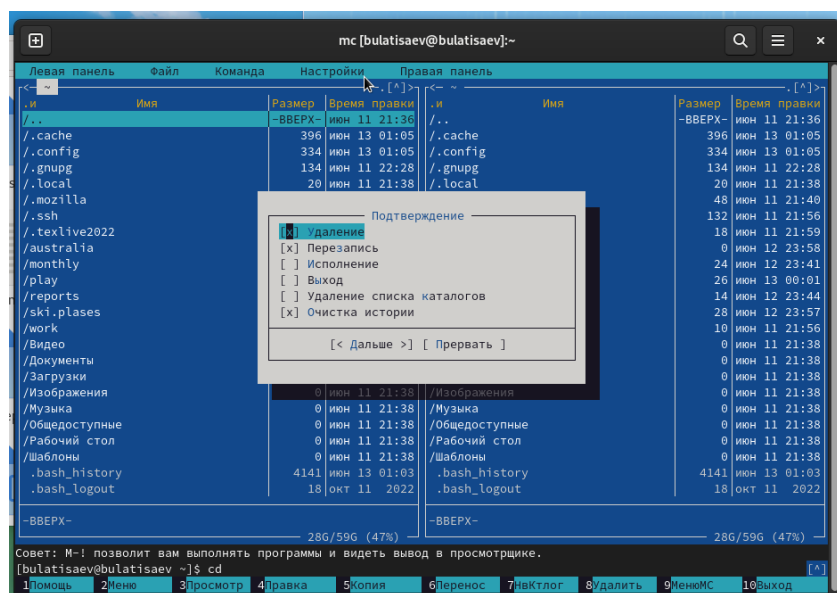 mc [bulatisaev@bulatisaev]:~
Левая панель Файл Команда Настройки Правая панель
<- ~ .[^]> <- ~ .[^]>
.и Имя Размер Время правки .и Имя Размер Время правки
/.. -ВВЕРХ- июн 11 21:36 /.. -ВВЕРХ- июн 11 21:36
/.cache 396 июн 13 01:05 /.cache 396 июн 13 01:05
/.config 334 июн 13 01:05 /.config 334 июн 13 01:05
/.gnupg 134 июн 11 22:28 /.gnupg 134 июн 11 22:28
/.local 20 июн 11 21:38 /.local 20 июн 11 21:38
/.mozilla 48 июн 11 21:40
/.ssh Подтверждение 132 июн 11 21:56
/.texlive2022 [x] Удаление 18 июн 11 21:59
/australia [x] Перезапись 0 июн 12 23:58
/monthly [ ] Исполнение 24 июн 12 23:41
/play [ ] Выход 26 июн 13 00:01
/reports [ ] Удаление списка каталогов 14 июн 12 23:44
/ski.plases [x] Очистка истории 28 июн 12 23:57
/work 10 июн 11 21:56
/Видео [< Дальше >] [ Прервать ] 0 июн 11 21:38
/Документы 0 июн 11 21:38
/Загрузки 0 июн 11 21:38
/Изображения 0 июн 11 21:38 /Изображения 0 июн 11 21:38
/Музыка 0 июн 11 21:38 /Музыка 0 июн 11 21:38
/Общедоступные 0 июн 11 21:38 /Общедоступные 0 июн 11 21:38
/Рабочий стол 0 июн 11 21:38 /Рабочий стол 0 июн 11 21:38
/Шаблоны 0 июн 11 21:38 /Шаблоны 0 июн 11 21:38
.bash_history 4141 июн 13 01:03 .bash_history 4141 июн 13 01:03
.bash_logout 18 окт 11 2022 .bash_logout 18 окт 11 2022
-ВВЕРХ- -ВВЕРХ-
28G/59G (47%) 28G/59G (47%)
Совет: M-! позволит вам выполнять программы и видеть вывод в просмотрщике.
[bulatisaev@bulatisaev ~]$ cd [^]
1Помощь 2Меню 3Просмотр 4Правка 5Копия 6Перенос 7НвКтлог 8Удалить 9МенюМС 10Выход